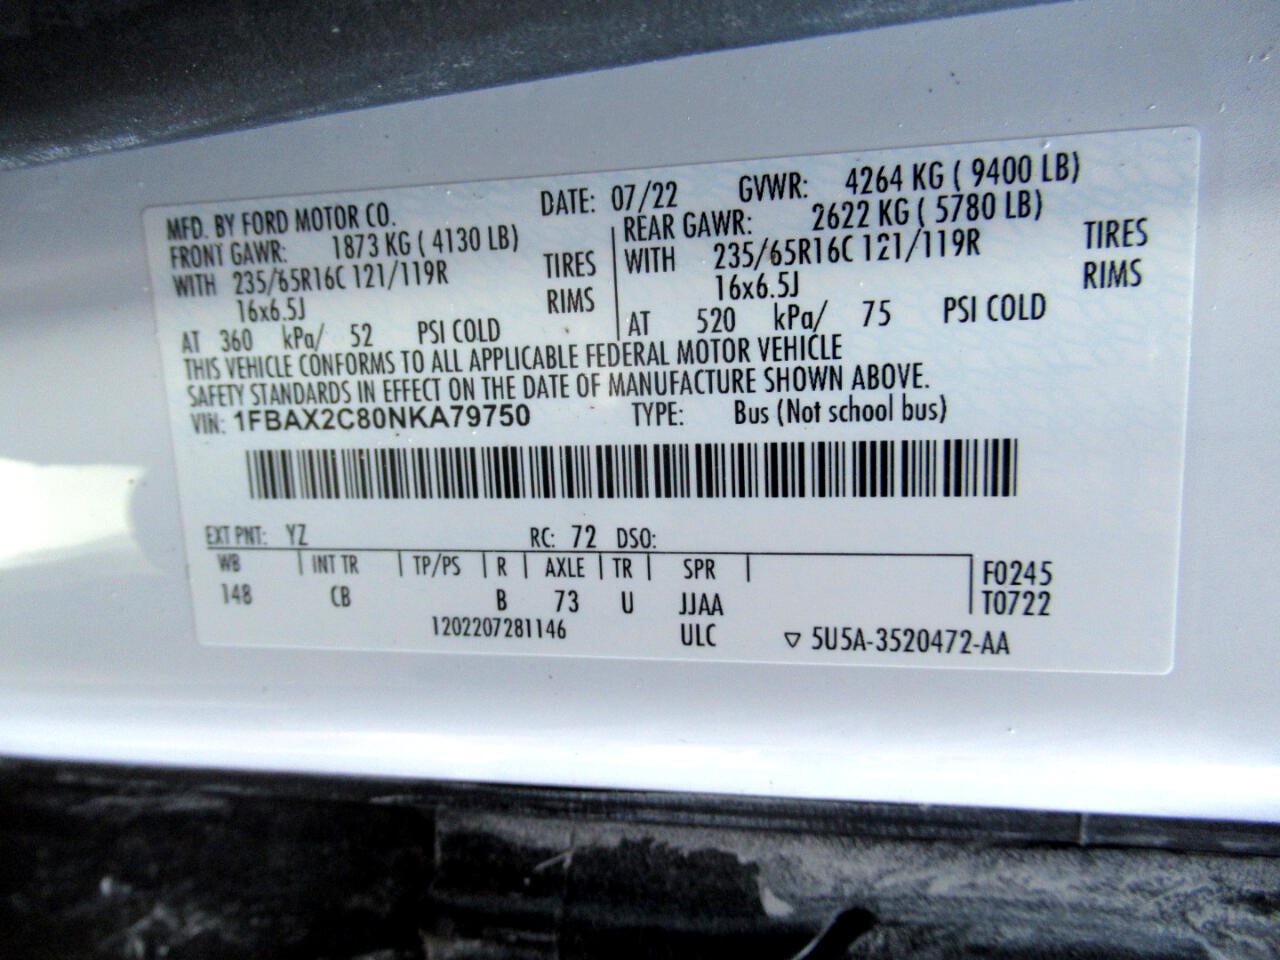 MFD. BY FORD MOTOR CO. DATE: 07/22 GVWR: 4264 KG ( 9400 LB)
FRONT GAWR: 1873 KG ( 4130 LB) REAR GAWR: 2622 KG ( 5780 LB)
WITH 235/65R16C 121/119R TIRES WITH 235/65R16C 121/119R TIRES
16x6.5J RIMS 16x6.5J RIMS
AT 360 kPa/ 52 PSI COLD AT 520 kPa/ 75 PSI COLD
THIS VEHICLE CONFORMS TO ALL APPLICABLE FEDERAL MOTOR VEHICLE
SAFETY STANDARDS IN EFFECT ON THE DATE OF MANUFACTURE SHOWN ABOVE.
VIN: 1FBAX2C80NKA79750 TYPE: Bus (Not school bus)
EXT PNT: YZ RC: 72 DSO:
WB INT TR TP/PS R AXLE TR SPR F0245
148 CB B 73 U JJAA T0722
1202207281146 ULC ▽ 5U5A-3520472-AA